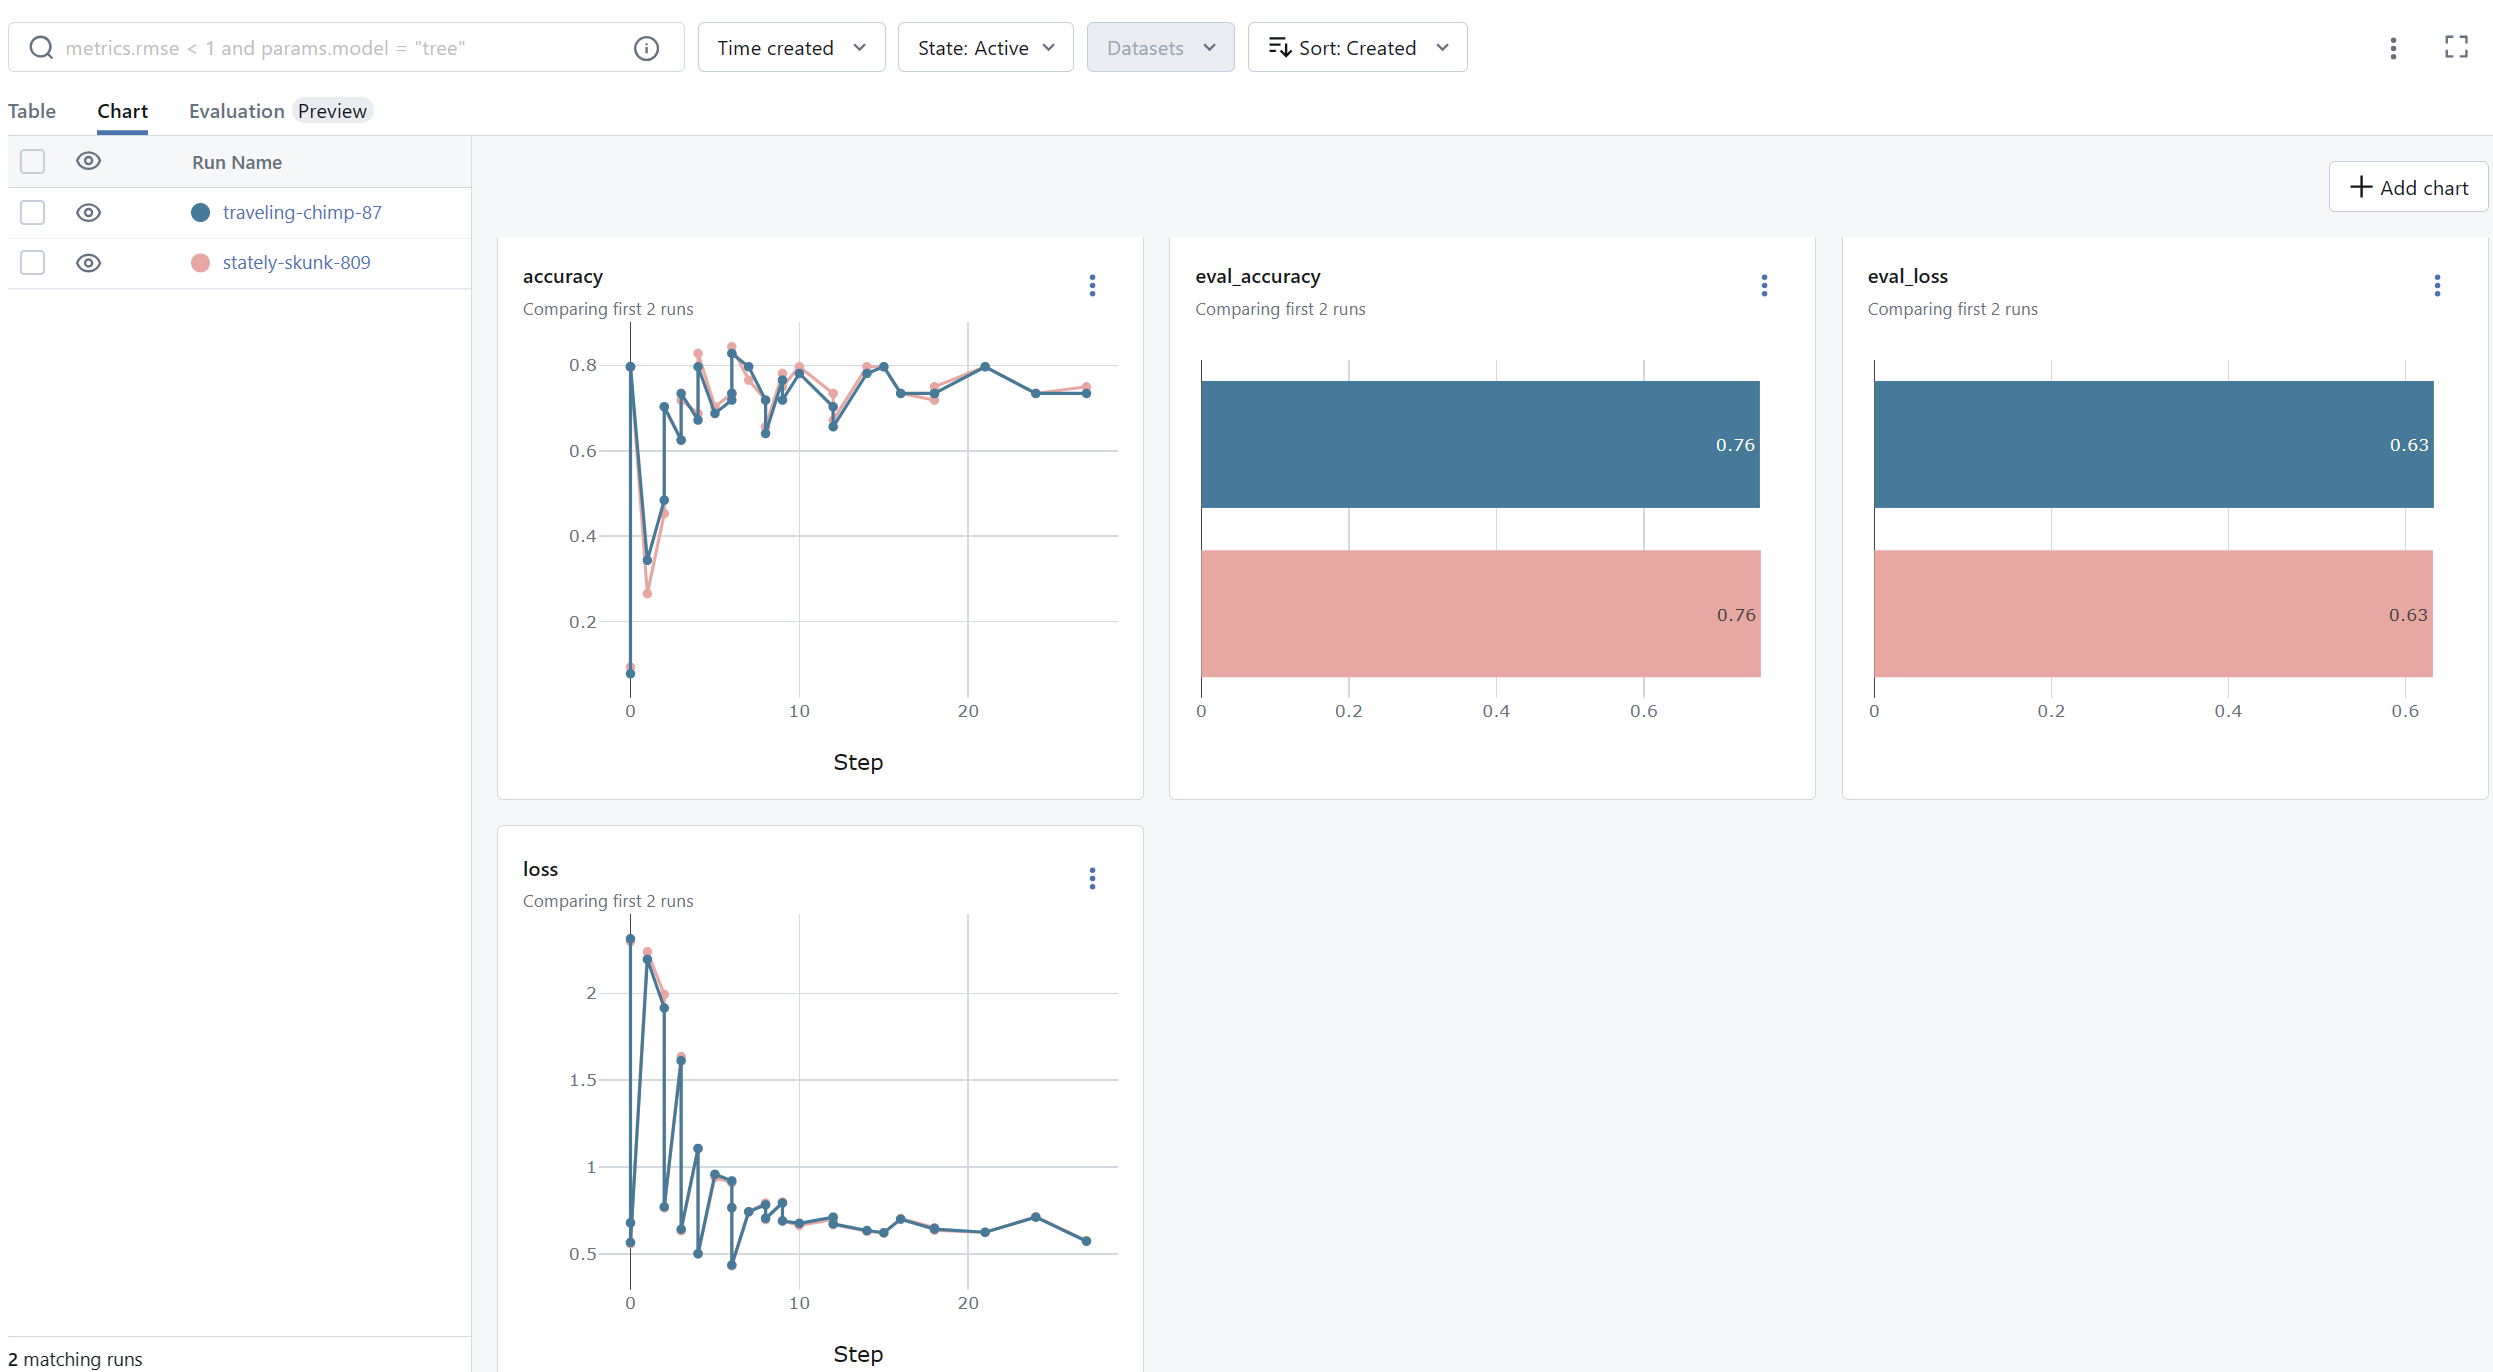 metrics.rmse < 1 and params.model = "tree"
Time created
State: Active
Datasets
Sort: Created
Table
Chart
Evaluation Preview
Run Name
traveling-chimp-87
stately-skunk-809
2 matching runs
Add chart
accuracy
Comparing first 2 runs
0.8
0.6
0.4
0.2
0 10 20
Step
eval_accuracy
Comparing first 2 runs
0.76
0.76
0 0.2 0.4 0.6
eval_loss
Comparing first 2 runs
0.63
0.63
0 0.2 0.4 0.6
loss
Comparing first 2 runs
2
1.5
1
0.5
0 10 20
Step